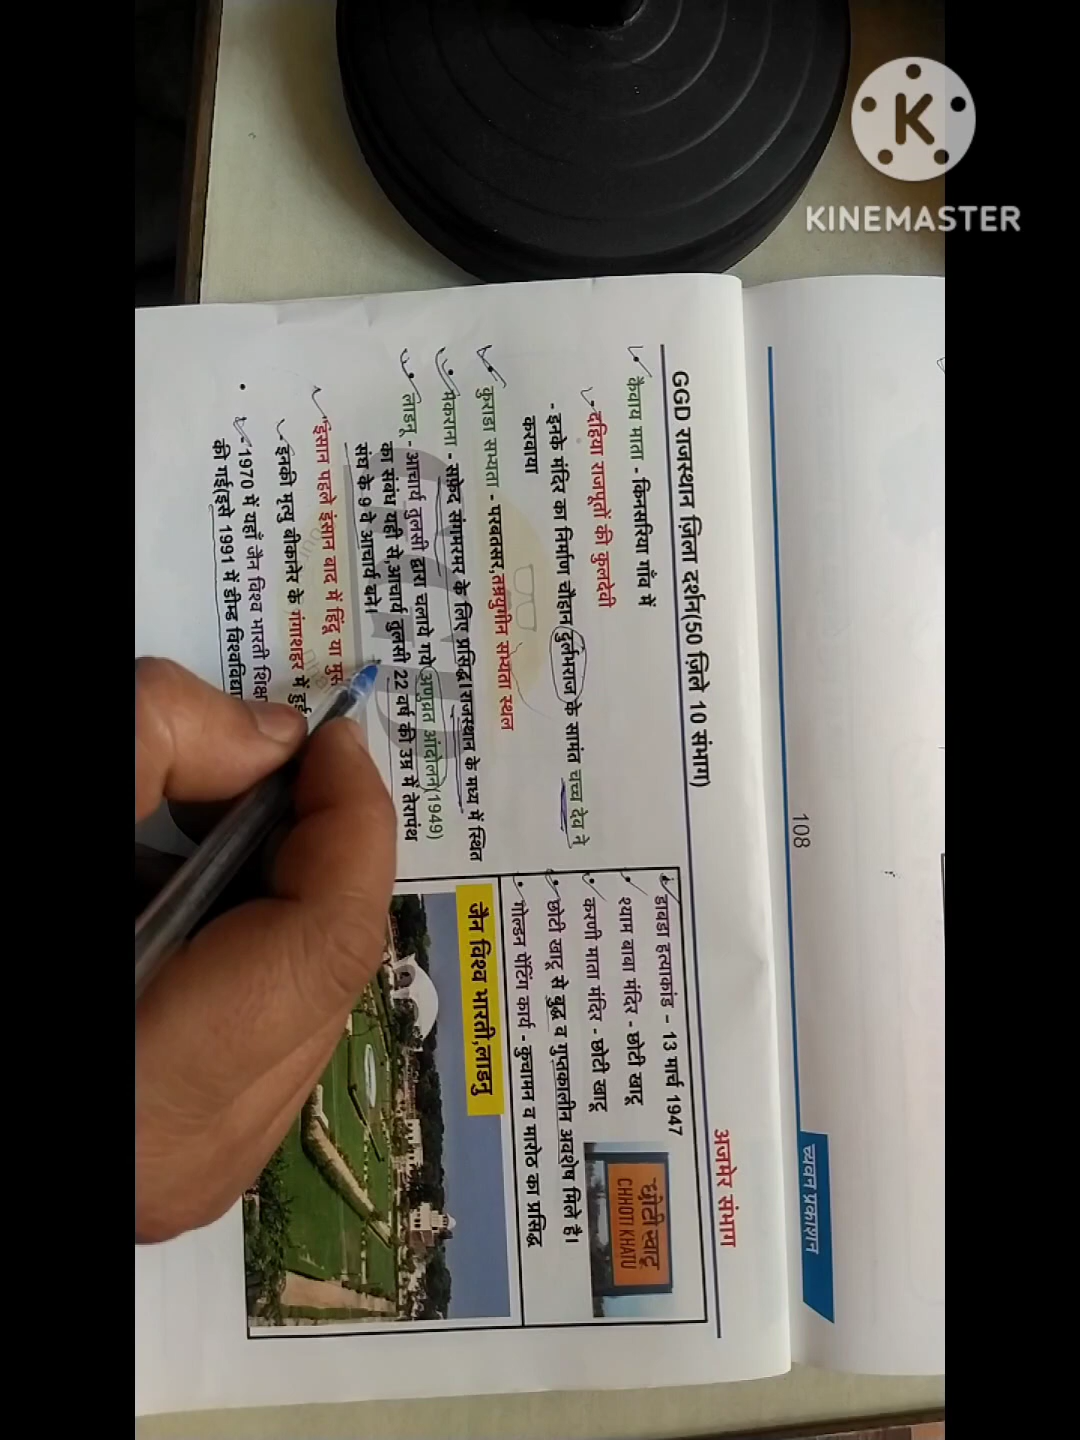 KINEMASTER
GGD राजस्थान ज़िला दर्शन(50 ज़िले 10 संभाग)
अजमेर संभाग
• कैवाय माता - किनसरिया गाँव में
- दहिया राजपूतों की कुलदेवी
- इनके मंदिर का निर्माण चौहान दुर्लभराज के सामंत चच्च देव ने
करवाया
• कुराडा सभ्यता - परबतसर,ताम्रयुगीन सभ्यता स्थल
• मकराना - सफ़ेद संगमरमर के लिए प्रसिद्ध।राजस्थान के मध्य में स्थित
• लाडनू - आचार्य तुलसी द्वारा चलाये गये अणुव्रत आंदोलन(1949)
का संबंध यही से,आचार्य तुलसी 22 वर्ष की उम्र में तेरापंथ
संघ के 9 वे आचार्य बने।
"इंसान पहले इंसान बाद में हिंदू या
इनकी मृत्यु बीकानेर के गंगाशहर में
• - 1970 में यहाँ जैन विश्व भारती
की गई(इसे 1991 में डीम्ड
• डाबडा हत्याकांड - 13 मार्च 1947
• श्याम बाबा मंदिर - छोटी खाटू
• करणी माता मंदिर - छोटी खाटू
• छोटी खाटू से बुद्ध व गुप्तकालीन अवशेष मिले है।
• गोल्डन पेंटिंग कार्य - कुचामन व मारोठ का प्रसिद्ध
छोटी खाटू
CHHOTI KHATU
जैन विश्व भारती,लाडनु
108
च्यवन प्रकाशन